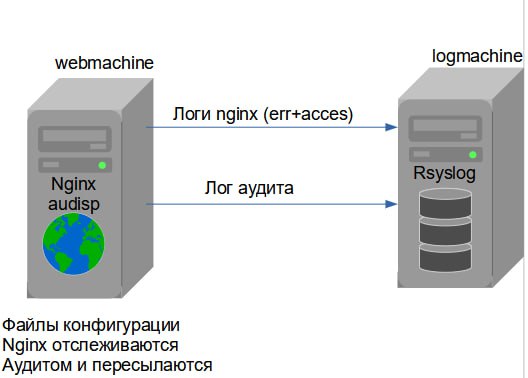 webmachine
logmachine
Логи nginx (err+acces)
Лог аудита
Nginx
audisp
Rsyslog
Файлы конфигурации
Nginx отслеживаются
Аудитом и пересылаются